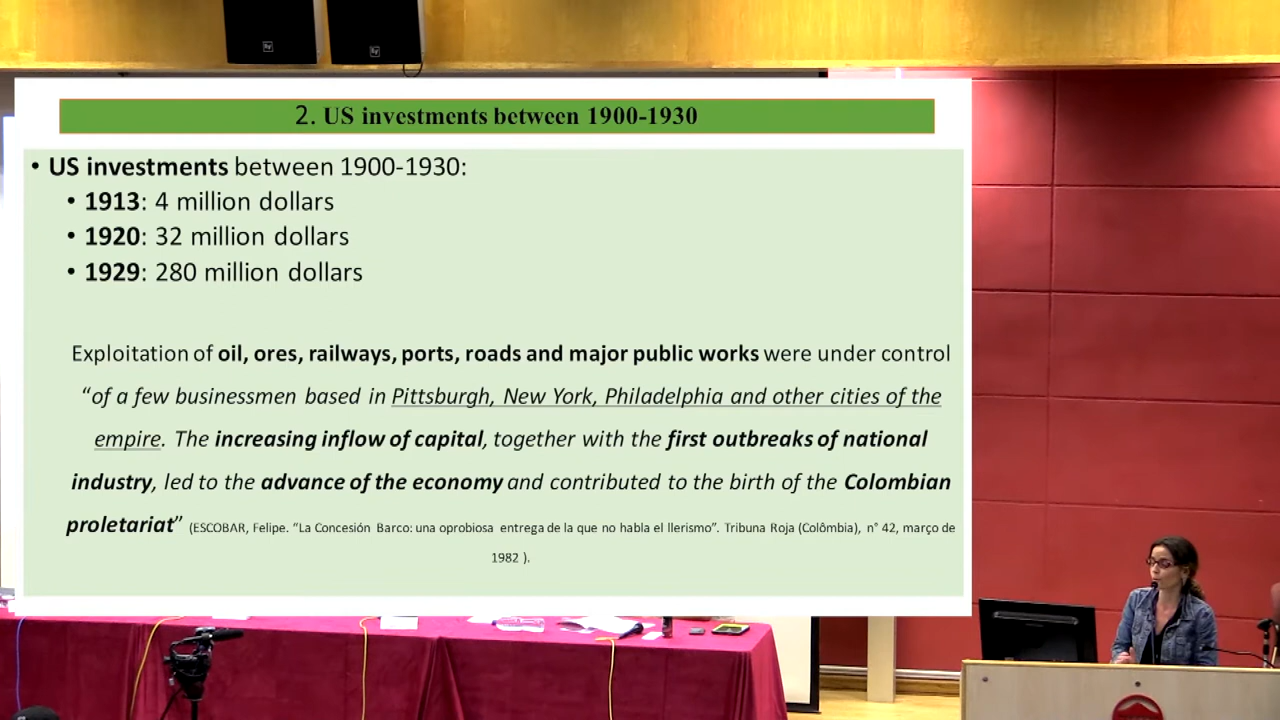 2. US investments between 1900-1930
• US investments between 1900-1930:
• 1913: 4 million dollars
• 1920: 32 million dollars
• 1929: 280 million dollars
Exploitation of oil, ores, railways, ports, roads and major public works were under control
“of a few businessmen based in Pittsburgh, New York, Philadelphia and other cities of the
empire. The increasing inflow of capital, together with the first outbreaks of national
industry, led to the advance of the economy and contributed to the birth of the Colombian
proletariat” (ESCOBAR, Felipe. “La Concesión Barco: una oprobiosa entrega de la que no habla el llerismo”. Tribuna Roja (Colômbia), n° 42, março de
1982 ).